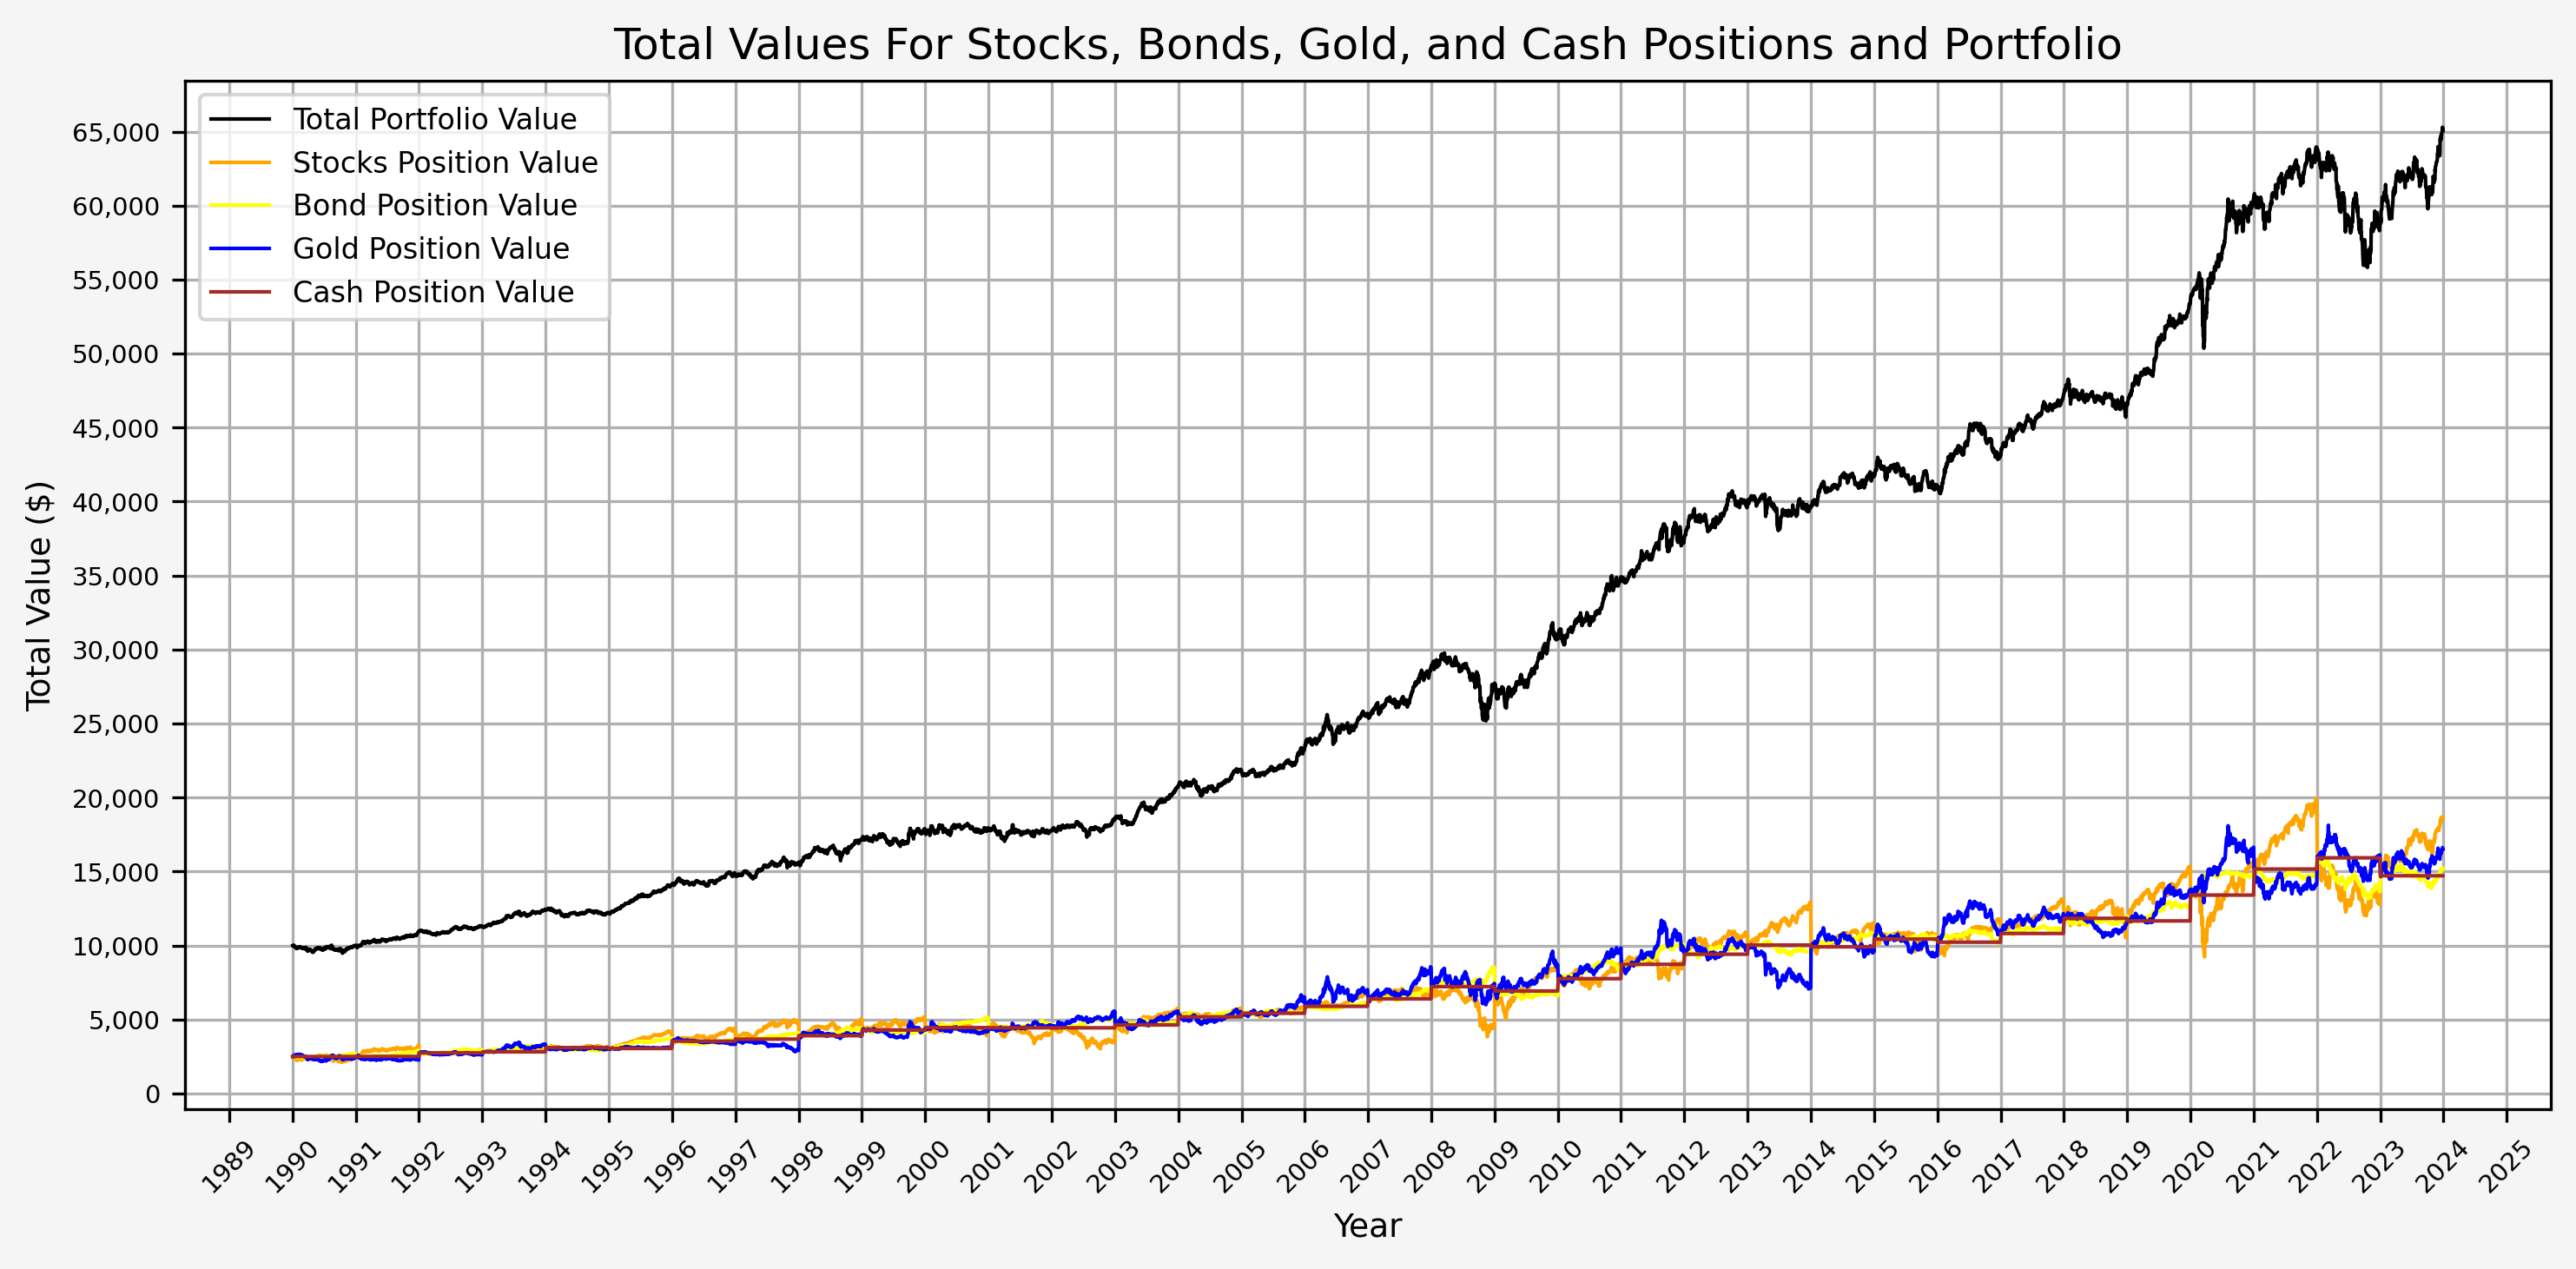 Total Values For Stocks, Bonds, Gold, and Cash Positions and Portfolio
Total Portfolio Value
Stocks Position Value
Bond Position Value
Gold Position Value
Cash Position Value
Total Value ($)
65,000
60,000
55,000
50,000
45,000
40,000
35,000
30,000
25,000
20,000
15,000
10,000
5,000
0
1989 1990 1991 1992 1993 1994 1995 1996 1997 1998 1999 2000 2001 2002 2003 2004 2005 2006 2007 2008 2009 2010 2011 2012 2013 2014 2015 2016 2017 2018 2019 2020 2021 2022 2023 2024 2025
Year